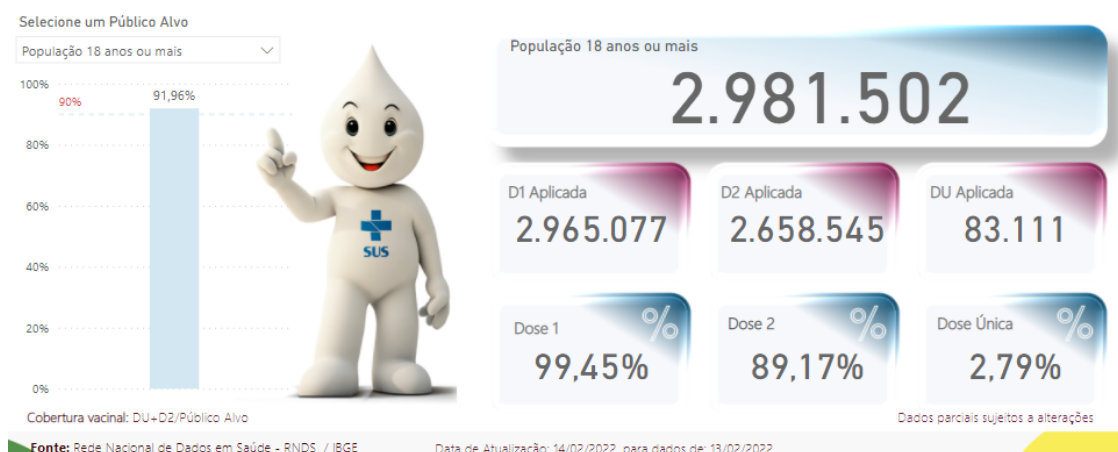 Selecione um Público Alvo
População 18 anos ou mais
100%
90%
91,96%
80%
60%
40%
20%
0%
Cobertura vacinal: DU+D2/Público Alvo
SUS
População 18 anos ou mais
2.981.502
D1 Aplicada
2.965.077
D2 Aplicada
2.658.545
DU Aplicada
83.111
Dose 1
%
99,45%
Dose 2
%
89,17%
Dose Única
%
2,79%
Dados parciais sujeitos a alterações
Fonte: Rede Nacional de Dados em Saúde - RNDS / IBGE
Data de Atualização: 14/02/2022 para dados de: 13/02/2022